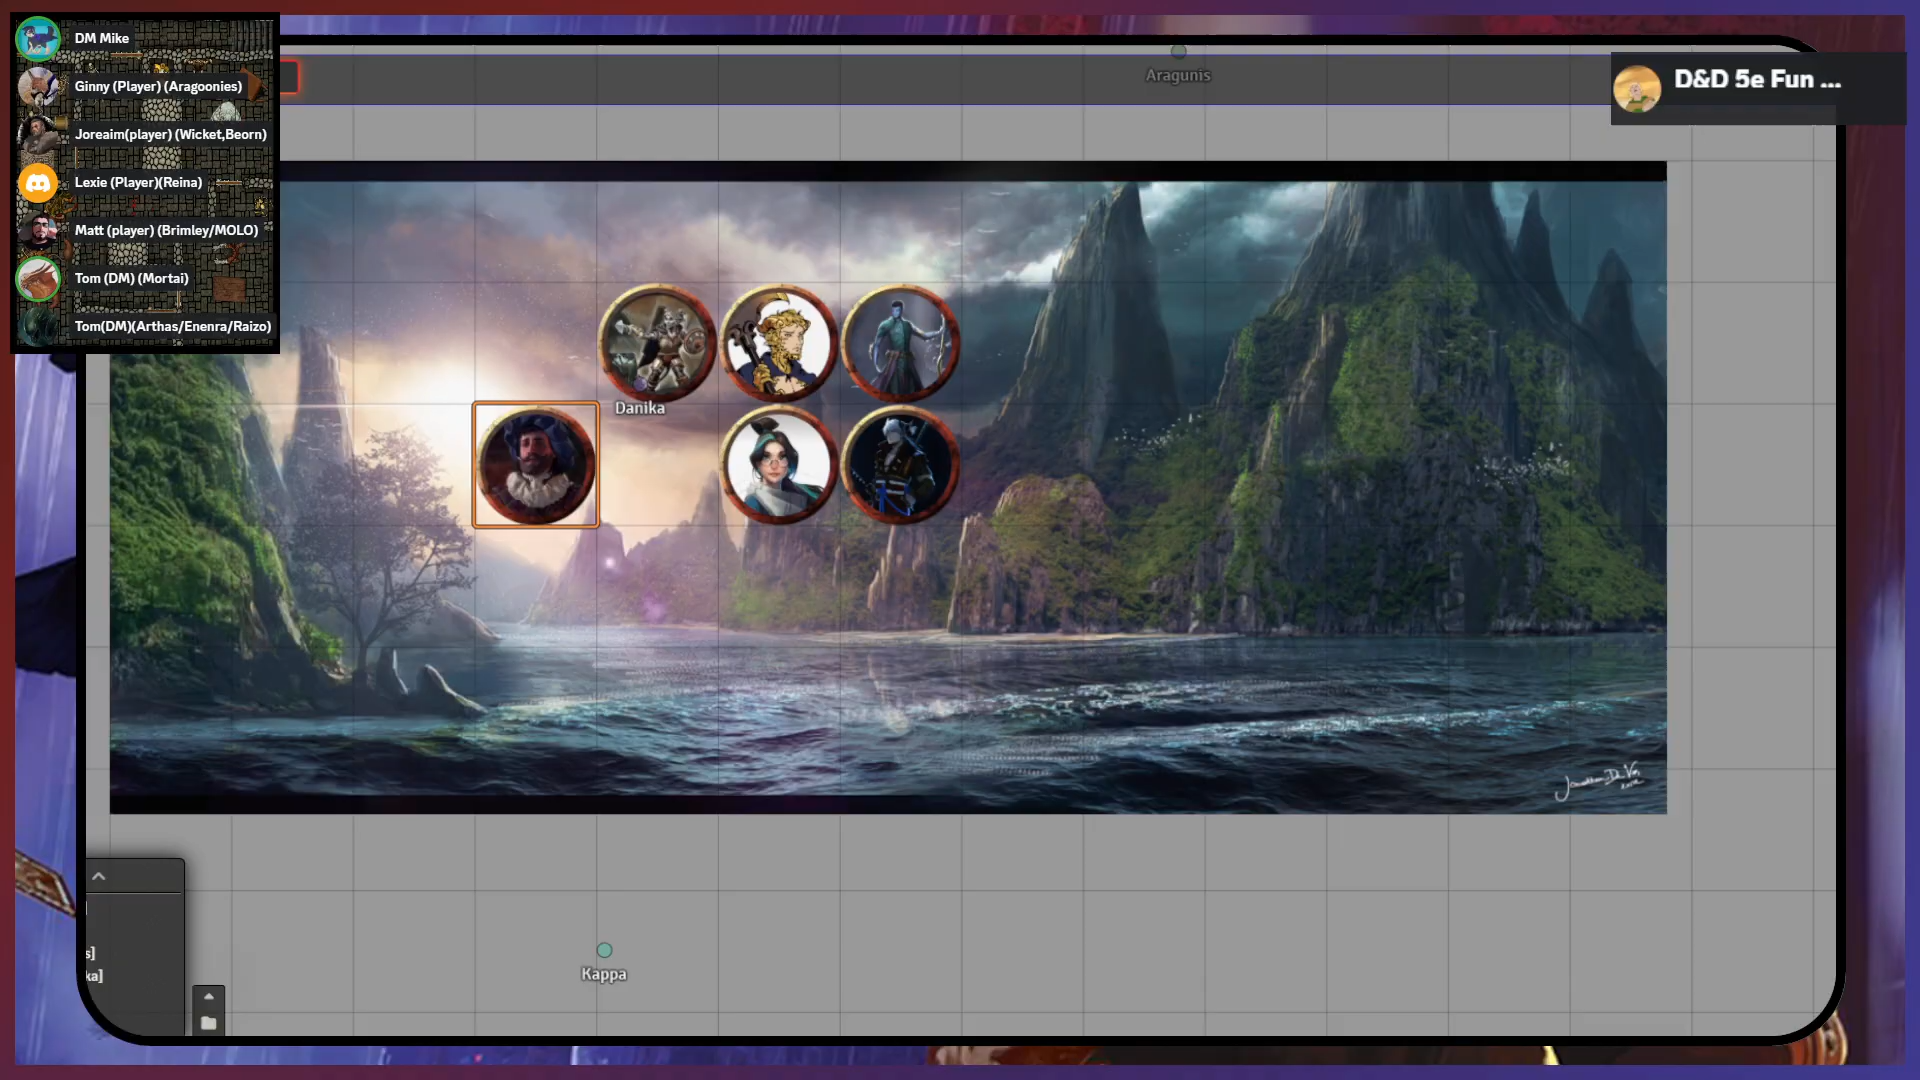 DM Mike
Ginny (Player) (Aragoonies)
Joreaim(player) (Wicket,Beorn)
Lexie (Player)(Reina)
Matt (player) (Brimley/MOLO)
Tom (DM) (Mortai)
Tom(DM)(Arthas/Enenra/Raizo)
Aragunis
D&D 5e Fun ...
Danika
s]
ka]
Kappa